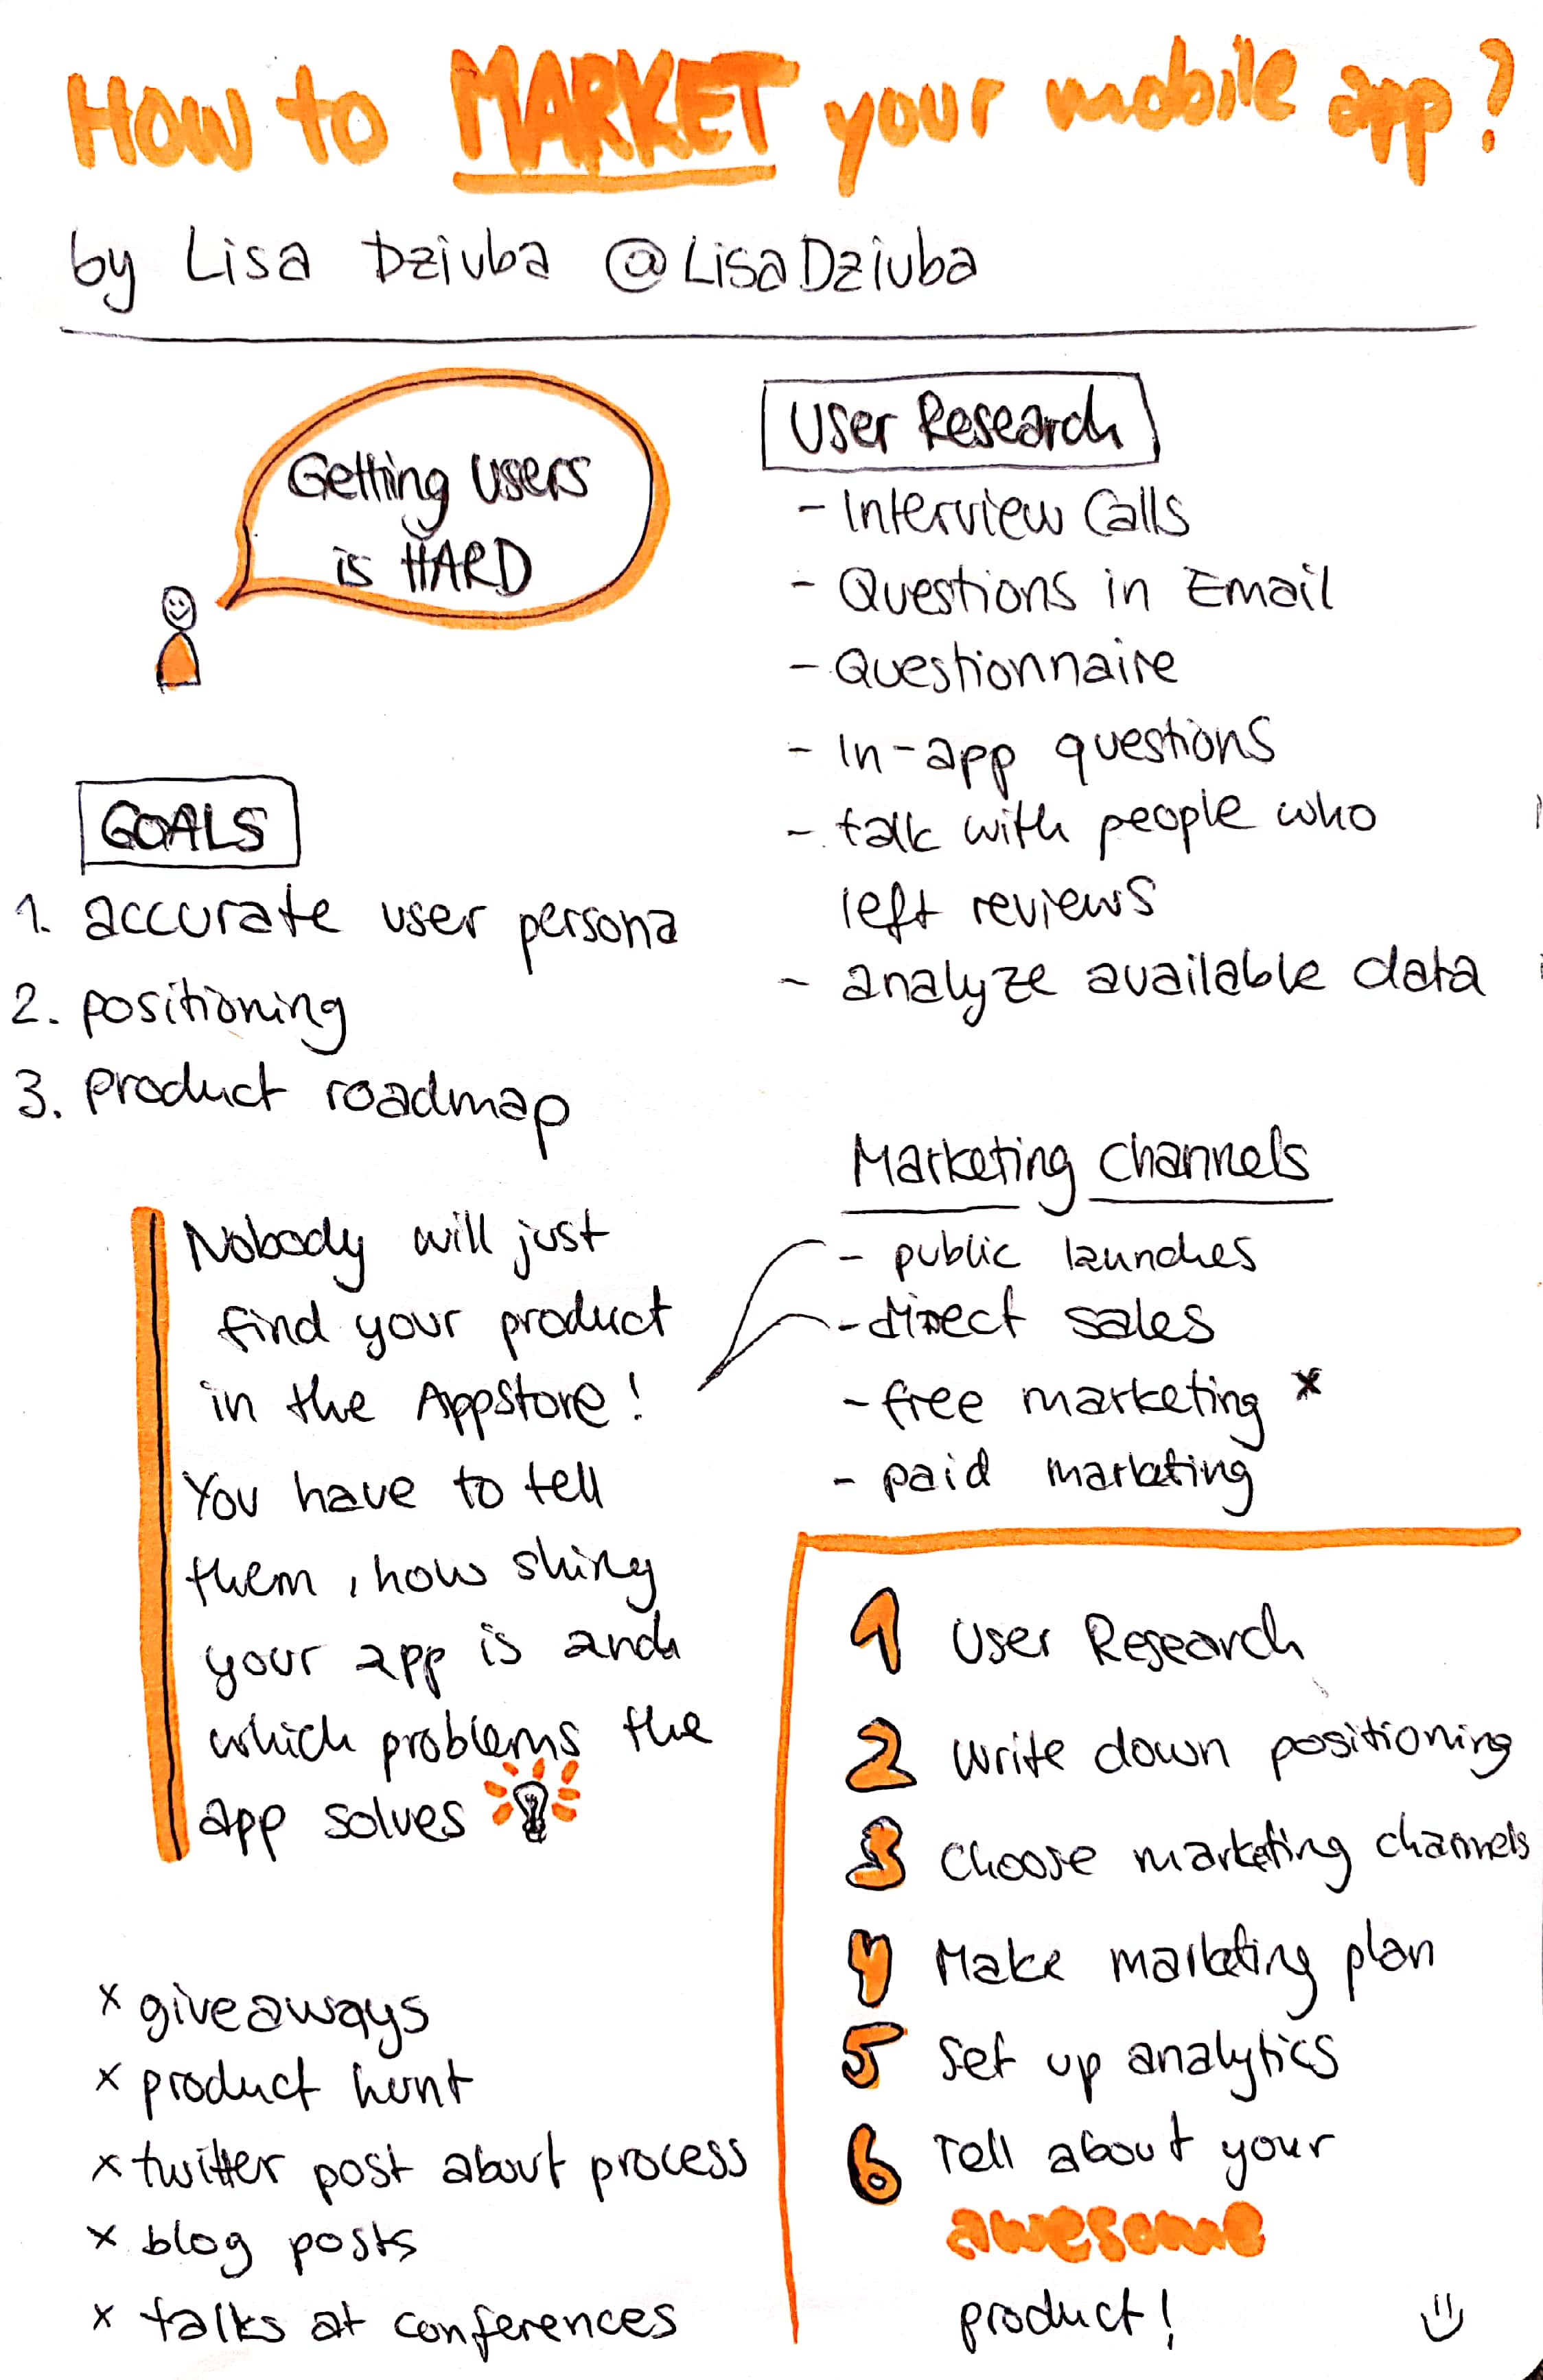 How to MARKET your mobile app?
by Lisa Dziuba @LisaDziuba
Getting users
is HARD
User Research
- Interview Calls
- Questions in Email
- Questionnaire
- In-app questions
- talk with people who
left reviews
- analyze available data
GOALS
1. accurate user persona
2. positioning
3. product roadmap
Nobody will just
find your product
in the Appstore!
You have to tell
them, how shiny
your app is and
which problems the
app solves
Marketing channels
- public launches
- direct sales
- free marketing *
- paid marketing
x giveaways
x product hunt
x twitter post about process
x blog posts
x talks at conferences
1 User Research
2 Write down positioning
3 Choose marketing channels
4 Make marketing plan
5 Set up analytics
6 Tell about your
awesome
product!